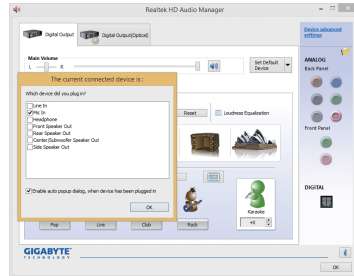 Realtek HD Audio Manager
Digital Output
Digital Output(Optical)
Device advanced settings
Main Volume
L
R
Set Default Device
ANALOG
Back Panel
The current connected device is :
Which device did you plug in?
Line In
Mic In
Headphone
Front Speaker Out
Rear Speaker Out
Center/Subwoofer Speaker Out
Side Speaker Out
Enable auto popup dialog, when device has been plugged in
OK
Reset
Loudness Equalization
Front Panel
DIGITAL
Karaoke
Pop
Live
Club
Rock
+0
GIGABYTE
TECHNOLOGY
OK